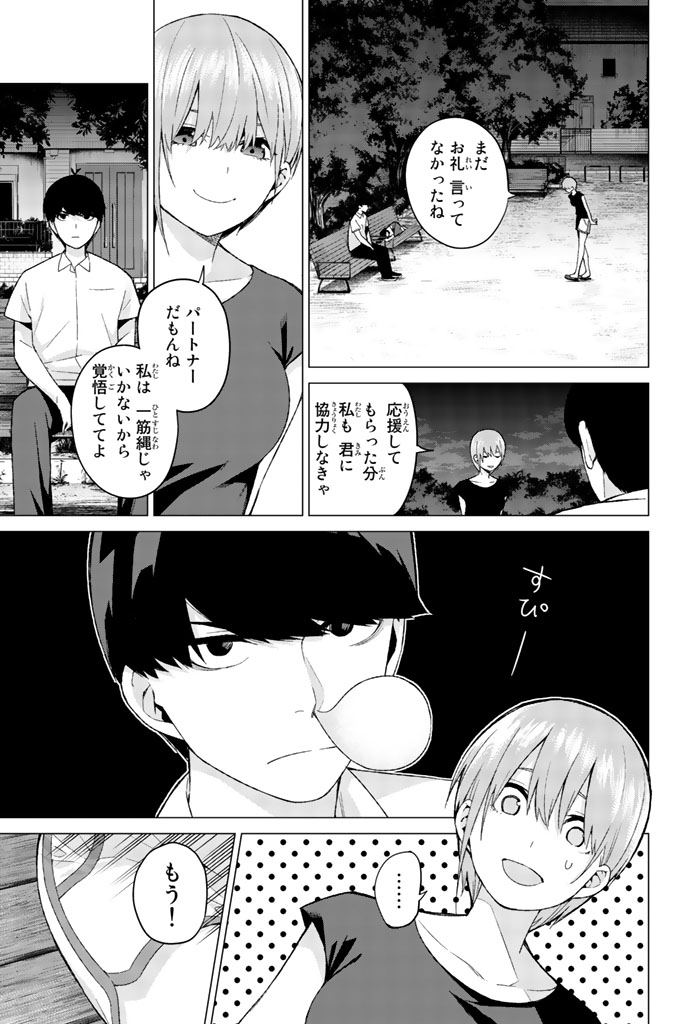 まだ
お礼 言って
なかったね
応援して
もらった分
私も 君に
協力しなきゃ
パートナー
だもんね
私は 一筋縄じゃ
いかないから
覚悟しててよ
すぴー
……
もう！